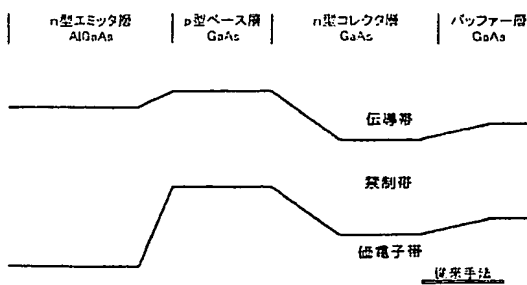 n型エミッタ層 p型ベース層 n型コレクタ層 バッファー層
AlGaAs GaAs GaAs GaAs
伝導帯
禁制帯
価電子帯
従来手法